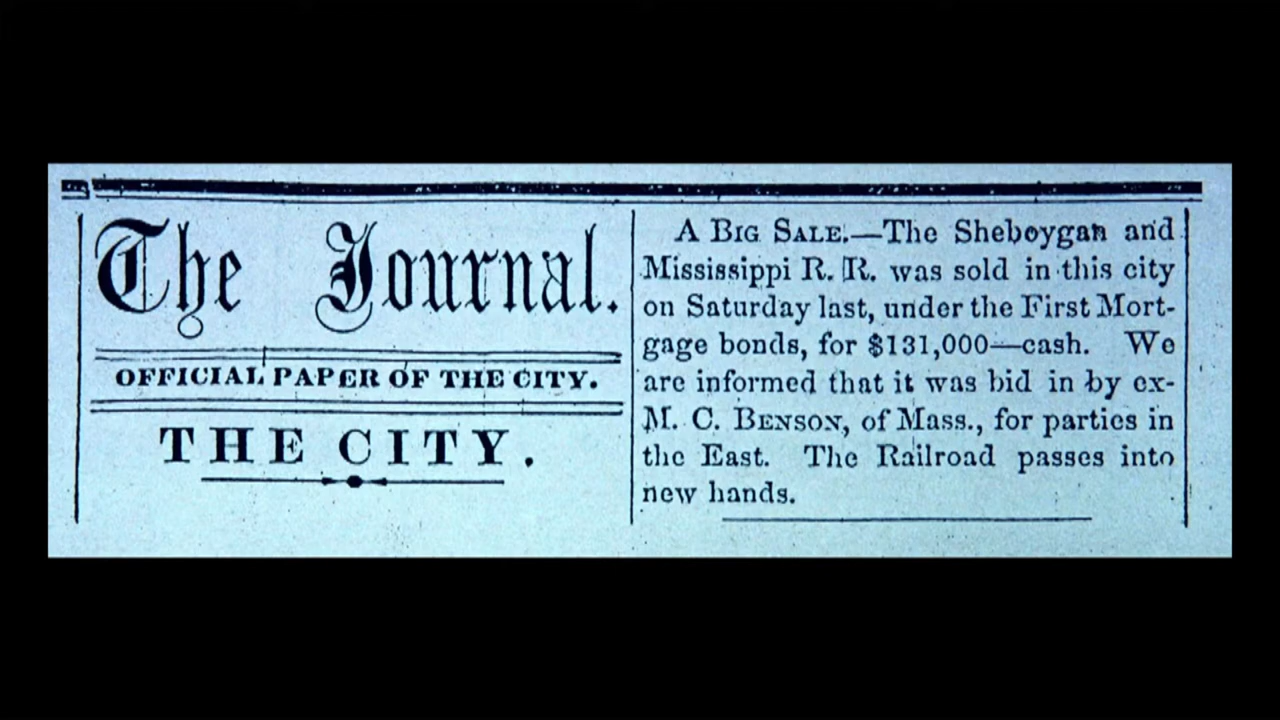 The Journal.
OFFICIAL PAPER OF THE CITY.
THE CITY.
A BIG SALE.—The Sheboygan and
Mississippi R. R. was sold in this city
on Saturday last, under the First Mort-
gage bonds, for $131,000—cash. We
are informed that it was bid in by ex-
M. C. BENSON, of Mass., for parties in
the East. The Railroad passes into
new hands.